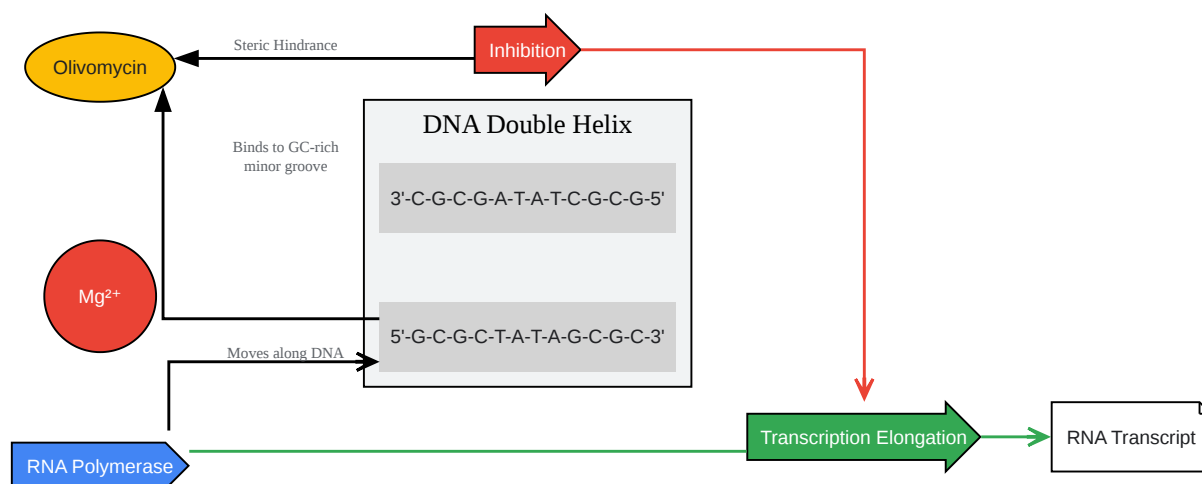 Steric Hindrance
Inhibition
Olivomycin
DNA Double Helix
Binds to GC-rich
minor groove
3'-C-G-C-G-A-T-A-T-C-G-C-G-5'
Mg²⁺
5'-G-C-G-C-T-A-T-A-G-C-G-C-3'
Moves along DNA
Transcription Elongation
RNA Transcript
RNA Polymerase